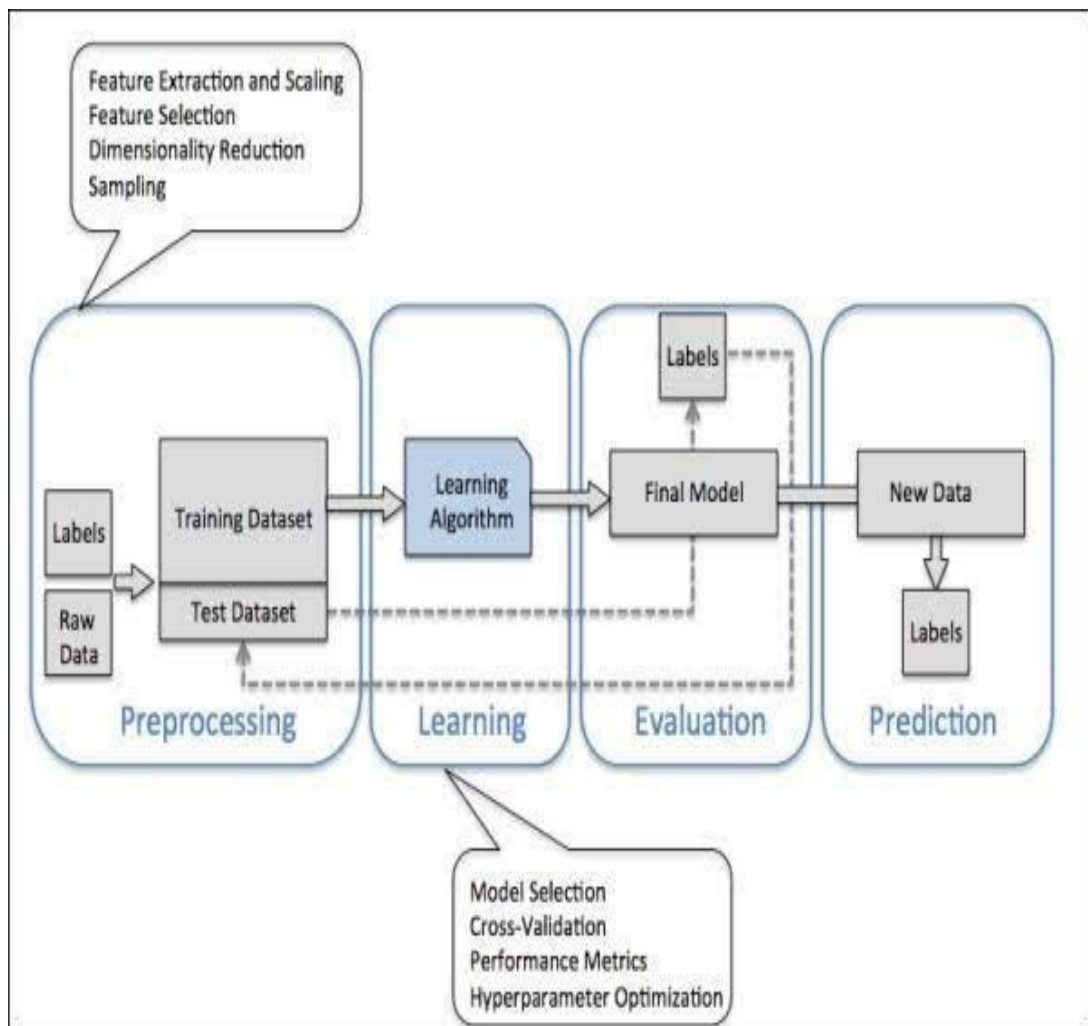 Feature Extraction and Scaling
Feature Selection
Dimensionality Reduction
Sampling
Labels
Raw
Data
Training Dataset
Test Dataset
Preprocessing
Learning
Algorithm
Learning
Labels
Final Model
Evaluation
New Data
Labels
Prediction
Model Selection
Cross-Validation
Performance Metrics
Hyperparameter Optimization